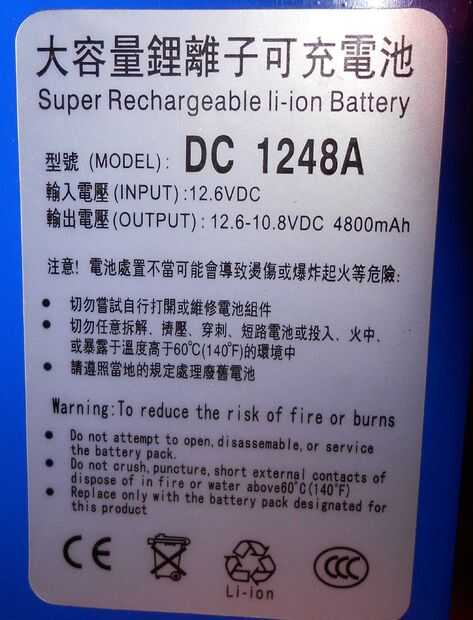 大容量鋰離子可充電池
Super Rechargeable li-ion Battery
型號 (MODEL): DC 1248A
輸入電壓(INPUT):12.6VDC
輸出電壓(OUTPUT): 12.6-10.8VDC 4800mAh
注意! 電池處置不當可能會導致燙傷或爆炸起火等危險:
● 切勿嘗試自行打開或維修電池組件
● 切勿任意拆解、擠壓、穿刺、短路電池或投入、火中、
或暴露于溫度高于60℃(140°F)的環境中
● 請遵照當地的規定處理廢舊電池
Warning:To reduce the risk of fire or burns
● Do not attempt to open, disassemable, or service
the battery pack.
● Do not crush, puncture, short external contacts of
dispose of in fire or water above60°C(140°F)
● Replace only with the battery pack designated for
this product
CE
CCC
Li-ion